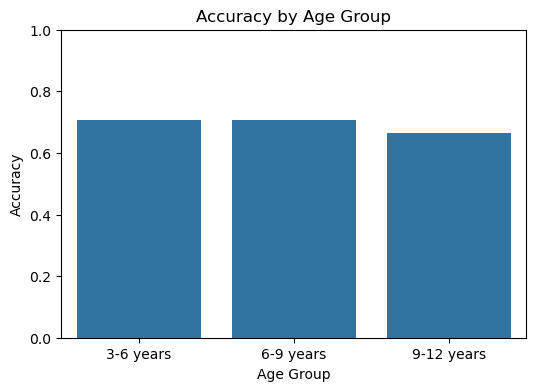 Accuracy by Age Group
1.0
0.8
0.6
0.4
0.2
0.0
Accuracy
3-6 years
6-9 years
9-12 years
Age Group